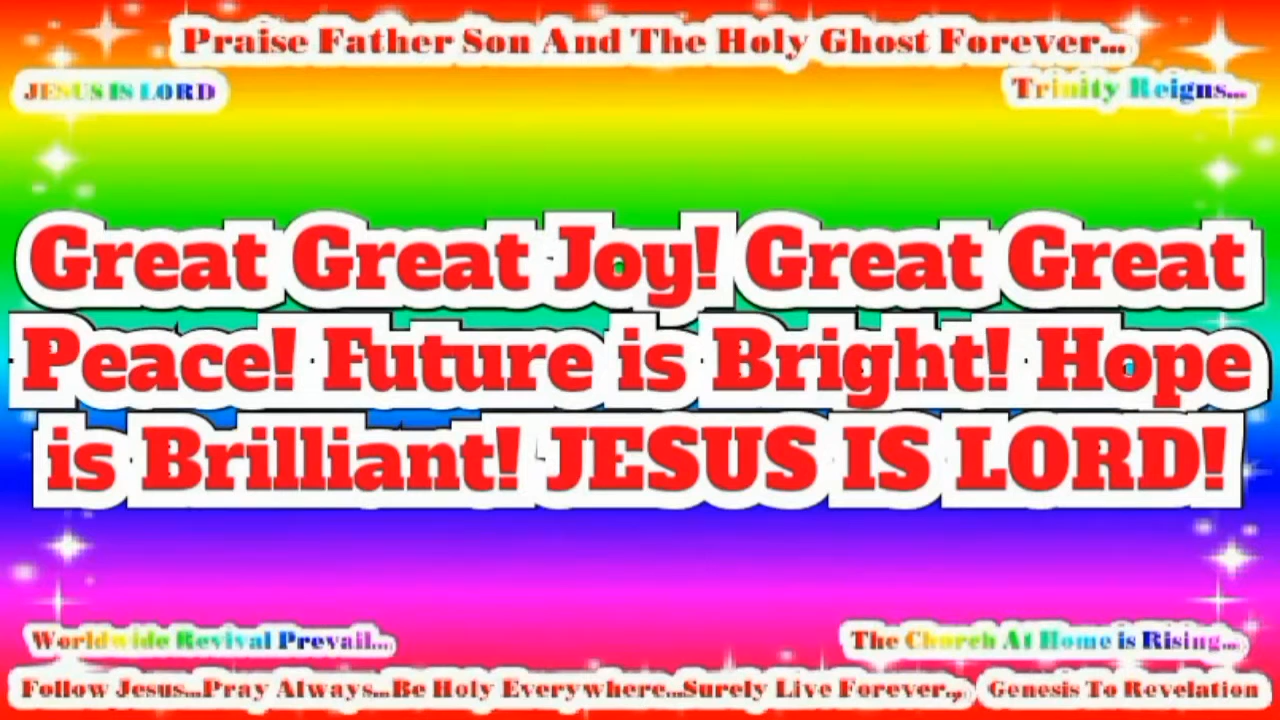 Praise Father Son And The Holy Ghost Forever...
JESUS IS LORD
Trinity Reigns...
Great Great Joy! Great Great
Peace! Future is Bright! Hope
is Brilliant! JESUS IS LORD!
Worldwide Revival Prevail...
The Church At Home is Rising...
Follow Jesus...Pray Always...Be Holy Everywhere...Surely Live Forever..,
Genesis To Revelation